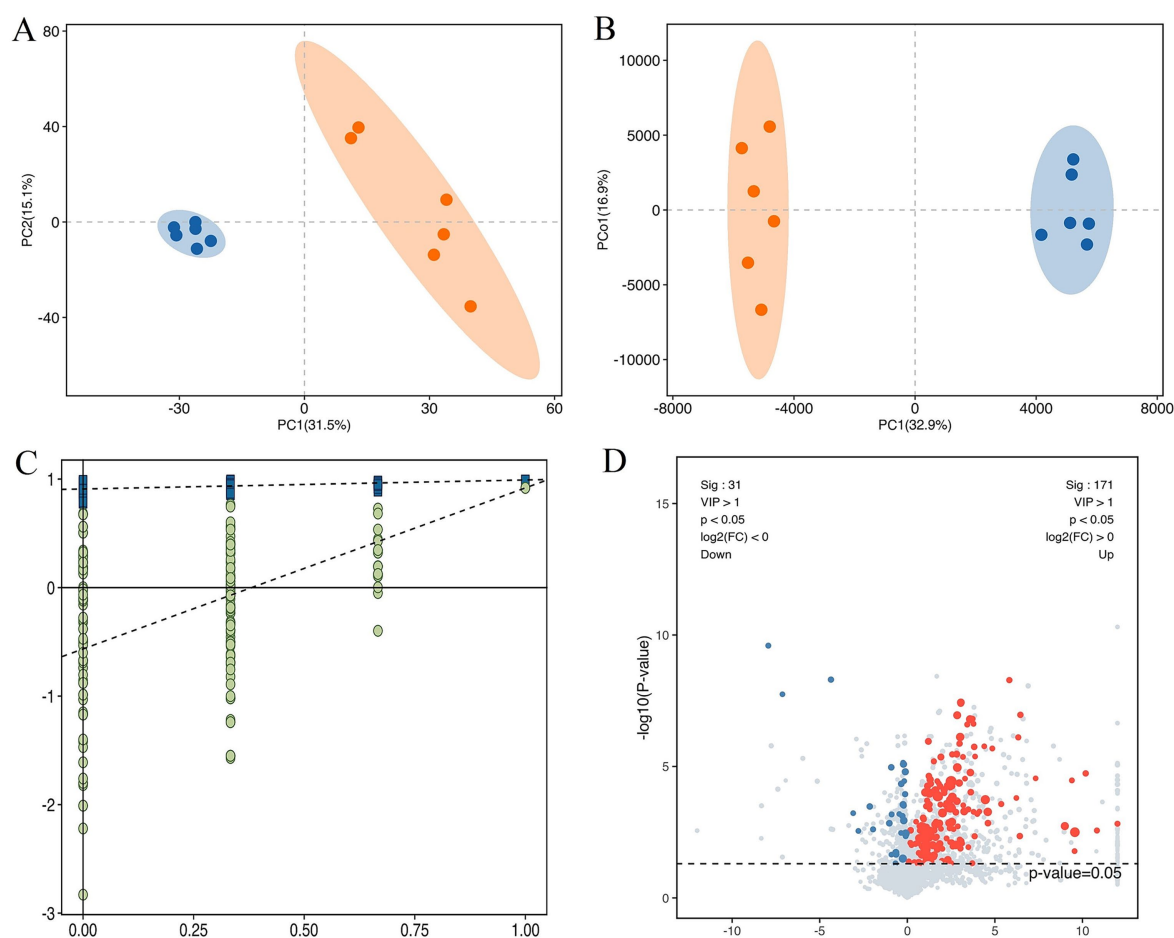 A
80
40
0
-40
PC2(15.1%)
-30
0
30
60
PC1(31.5%)
B
10000
5000
0
-5000
-10000
PCo1(16.9%)
-8000
-4000
0
4000
8000
PC1(32.9%)
C
1
0
-1
-2
-3
0.00
0.25
0.50
0.75
1.00
D
15
10
5
0
-log10(P-value)
Sig : 31
VIP > 1
p < 0.05
log2(FC) < 0
Down
Sig : 171
VIP > 1
p < 0.05
log2(FC) > 0
Up
p-value=0.05
-10
-5
0
5
10